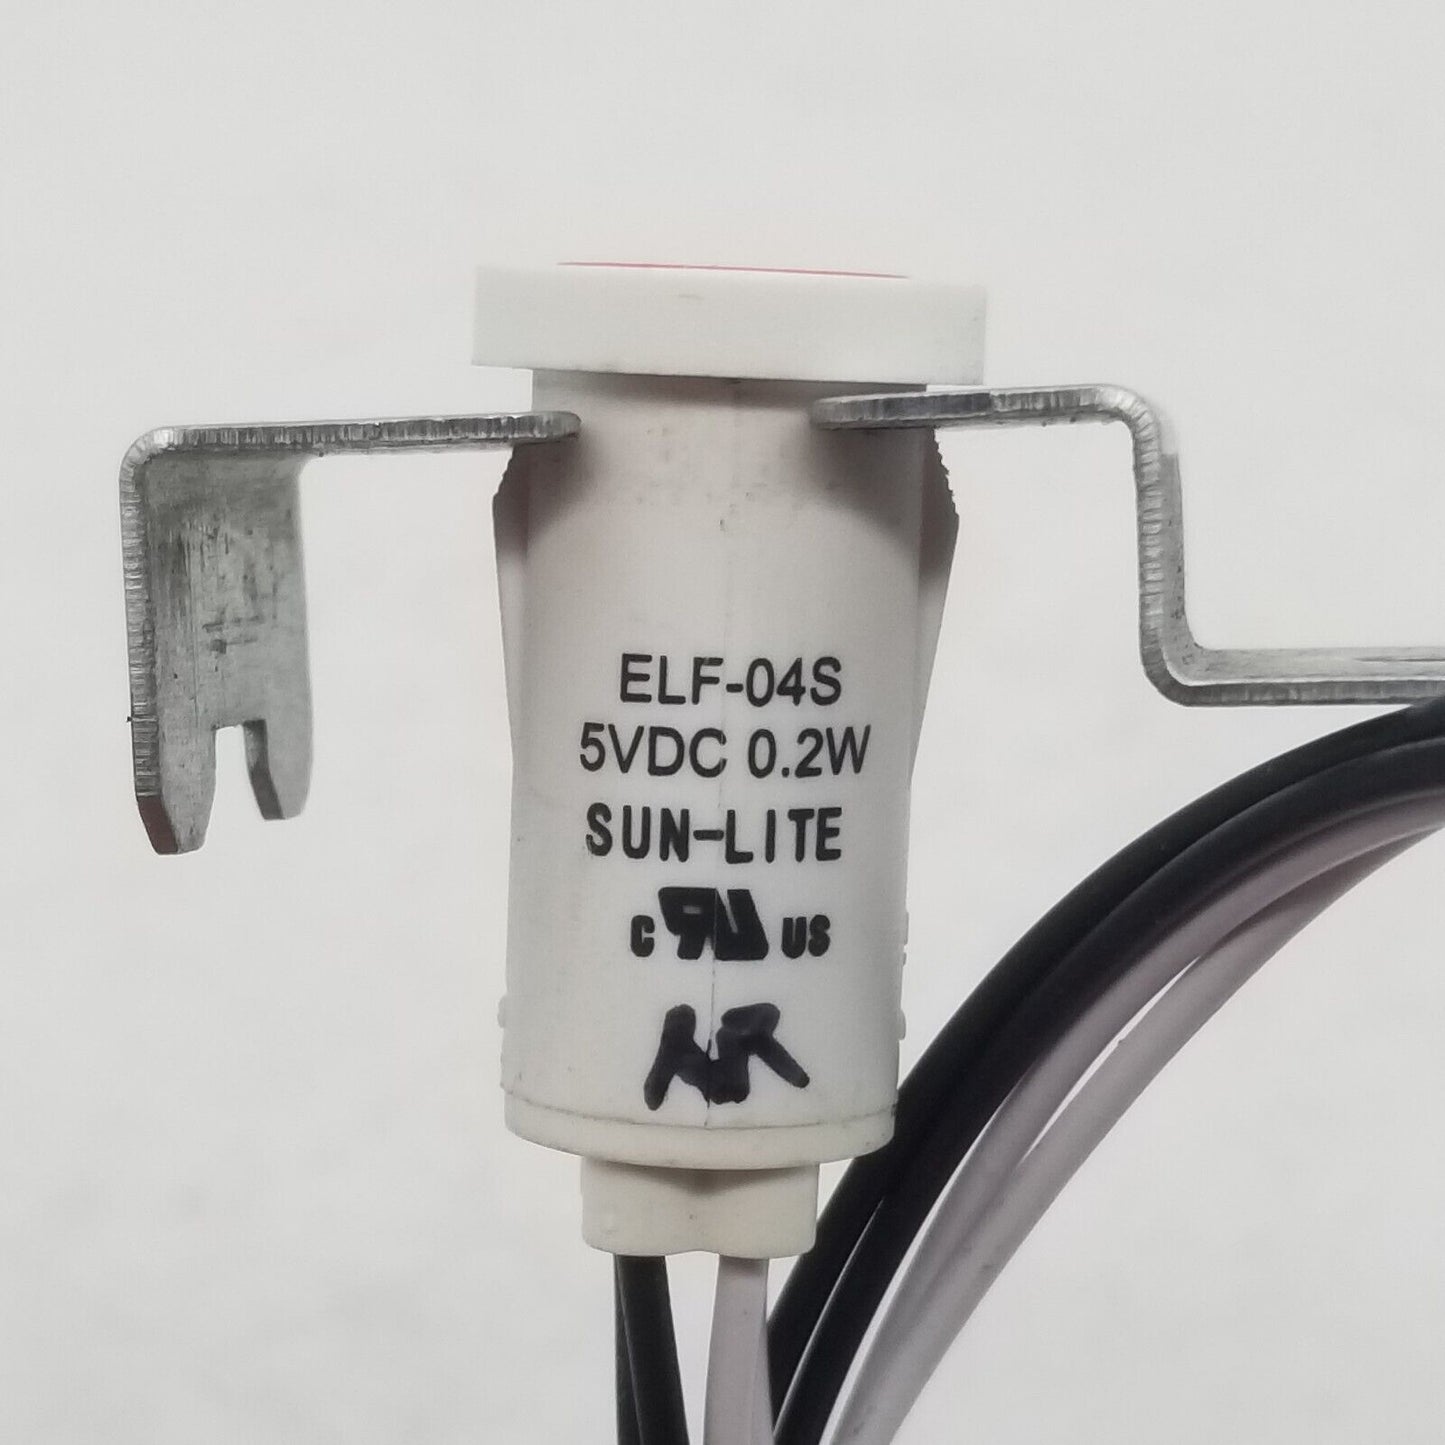 ELF-04S
5VDC 0.2W
SUN-LITE
c US